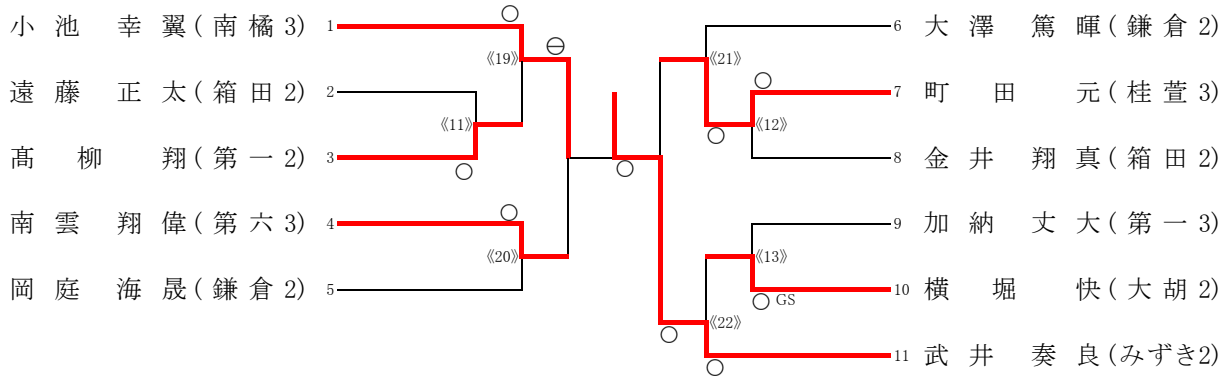 小池 幸翼(南橘3) 1
遠藤正太(箱田2) 2
髙柳 翔(第一2) 3
南雲翔偉(第六3) 4
岡庭海晟(鎌倉2) 5
《19》
《11》
《20》
6 大澤篤暉(鎌倉2)
7 町田 元(桂萱3)
8 金井翔真(箱田2)
9 加納丈大(第一3)
10 横堀 快(大胡2)
11 武井奏良(みずき2)
《21》
《12》
《13》
GS
《22》